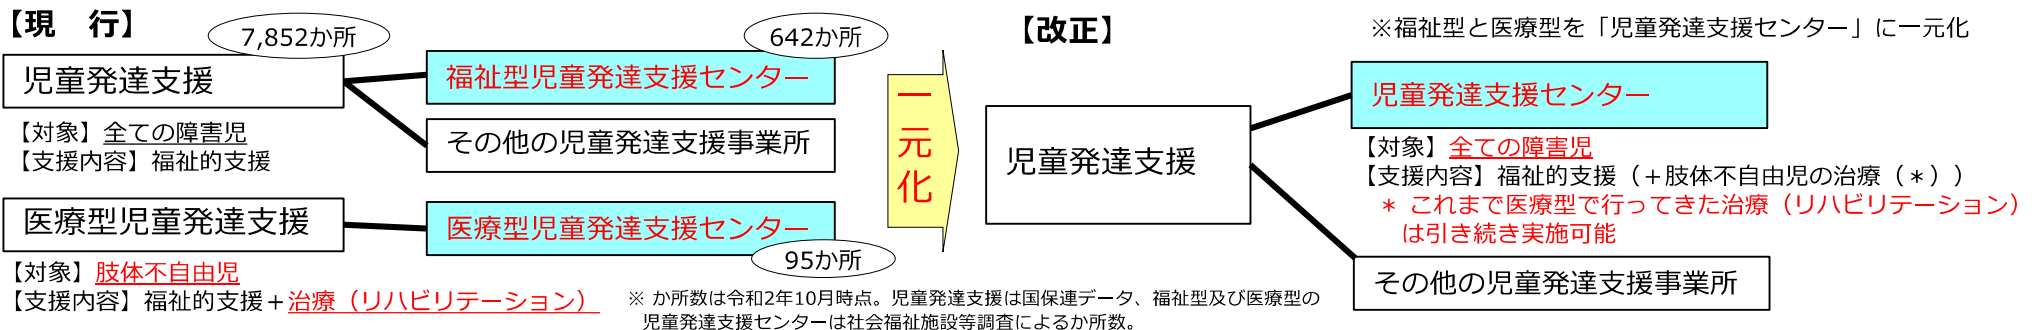 【現　行】
7,852か所
児童発達支援
【対象】全ての障害児
【支援内容】福祉的支援
642か所
福祉型児童発達支援センター
その他の児童発達支援事業所
医療型児童発達支援
【対象】肢体不自由児
【支援内容】福祉的支援＋治療（リハビリテーション）
医療型児童発達支援センター
95か所
※ か所数は令和2年10月時点。児童発達支援は国保連データ、福祉型及び医療型の
児童発達支援センターは社会福祉施設等調査によるか所数。
一
元
化
【改正】
※福祉型と医療型を「児童発達支援センター」に一元化
児童発達支援
児童発達支援センター
【対象】全ての障害児
【支援内容】福祉的支援（＋肢体不自由児の治療（＊））
＊ これまで医療型で行ってきた治療（リハビリテーション）
は引き続き実施可能
その他の児童発達支援事業所